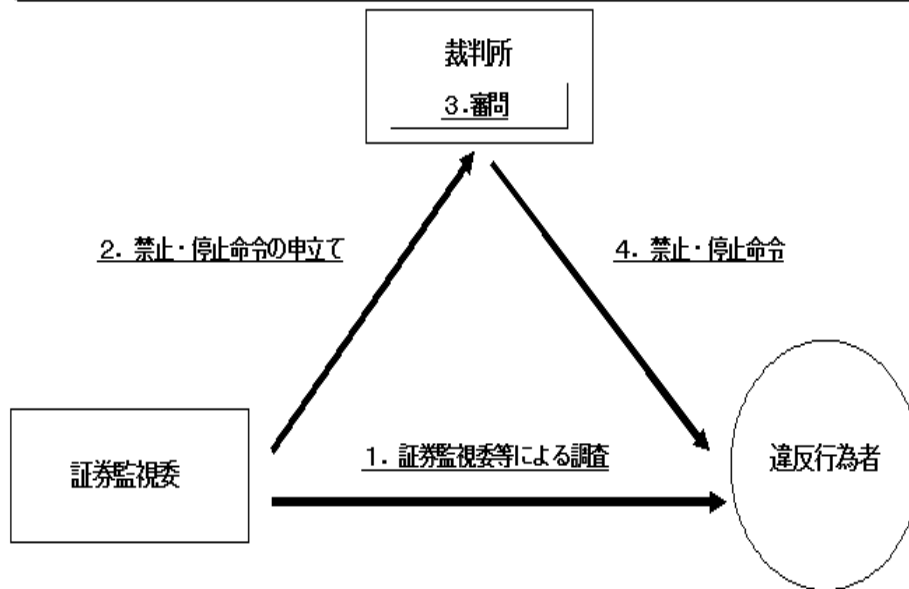 裁判所
3.審問
2. 禁止・停止命令の申立て
4. 禁止・停止命令
1. 証券監視委等による調査
証券監視委
違反行為者